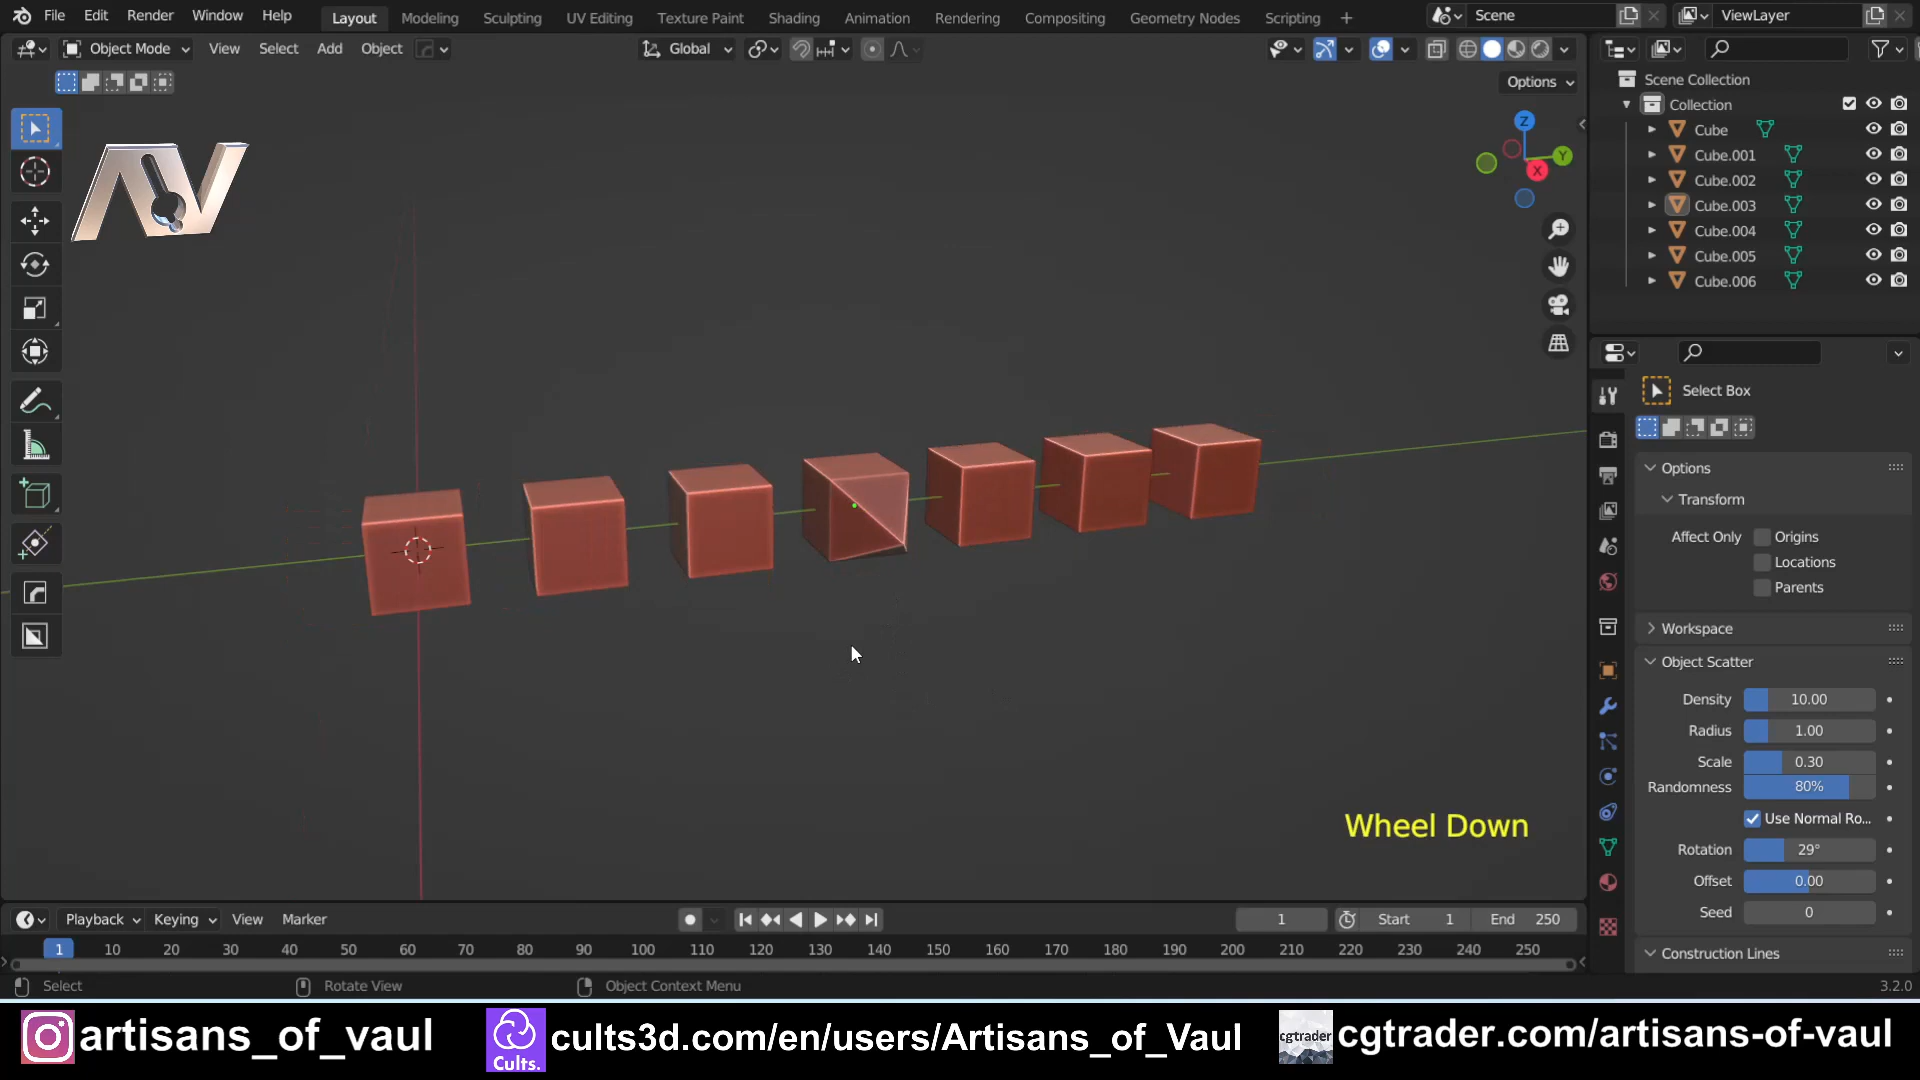 File Edit Render Window Help Layout Modeling Sculpting UV Editing Texture Paint Shading Animation Rendering Compositing Geometry Nodes Scripting + Scene ViewLayer
Object Mode View Select Add Object Global
Options
Scene Collection
Collection
Cube
Cube.001
Cube.002
Cube.003
Cube.004
Cube.005
Cube.006
Z
Y
X
AV
Select Box
Options
Transform
Affect Only Origins
Locations
Parents
Workspace
Object Scatter
Density 10.00
Radius 1.00
Scale 0.30
Randomness 80%
Use Normal Ro...
Rotation 29°
Offset 0.00
Seed 0
Construction Lines
Wheel Down
Playback Keying View Marker 1 Start 1 End 250
1 10 20 30 40 50 60 70 80 90 100 110 120 130 140 150 160 170 180 190 200 210 220 230 240 250
Select Rotate View Object Context Menu 3.2.0
artisans_of_vaul Cults. cults3d.com/en/users/Artisans_of_Vaul cgtrader cgtrader.com/artisans-of-vaul